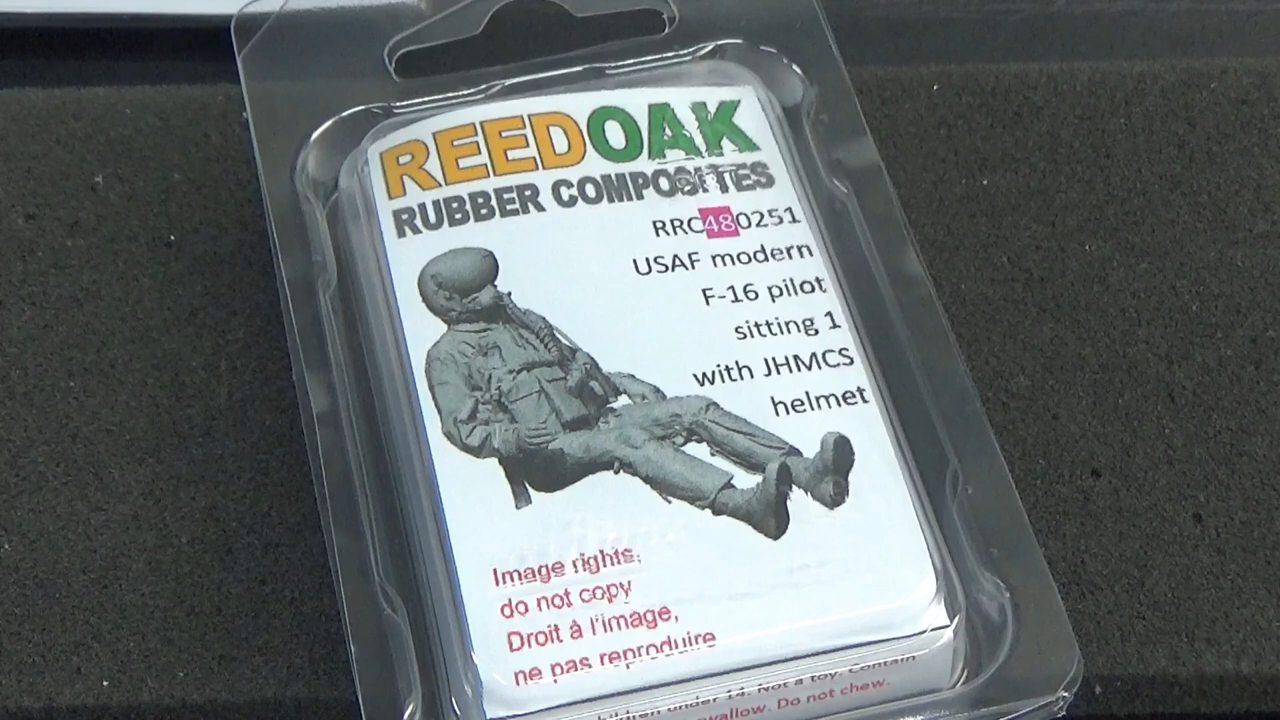 REEDOAK
RUBBER COMPOSITES
RRC480251
USAF modern
F-16 pilot
sitting 1
with JHMCS
helmet
Image rights,
do not copy
Droit à l'image,
ne pas reproduire
under 14. Not a toy. Contain
Do not chew.